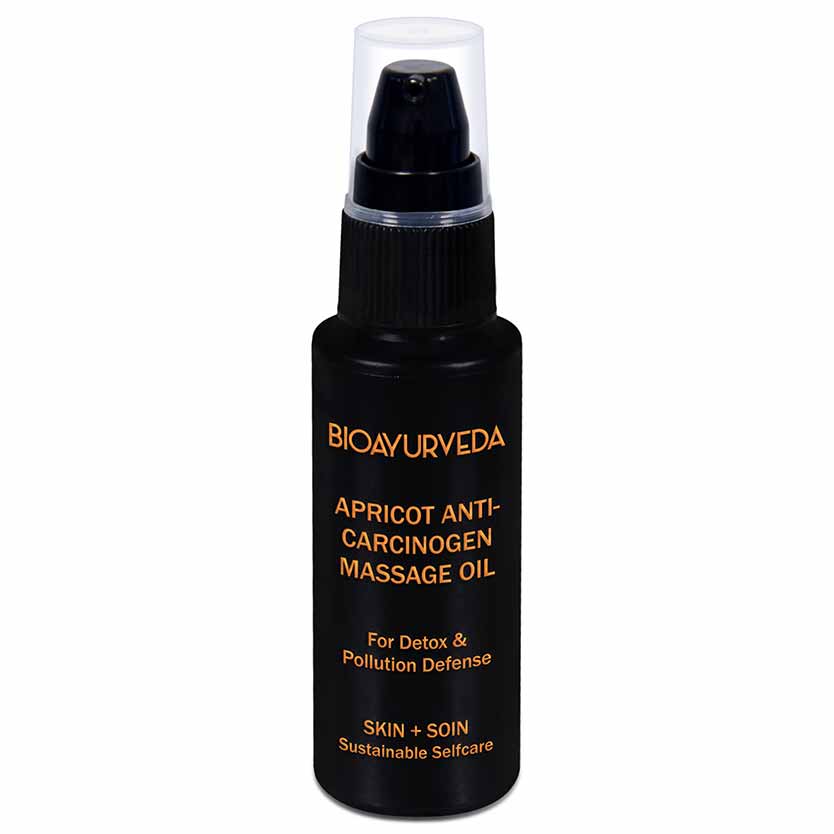 BIOAYURVEDA
APRICOT ANTI-
CARCINOGEN
MASSAGE OIL
For Detox &
Pollution Defense
SKIN + SOIN
Sustainable Selfcare